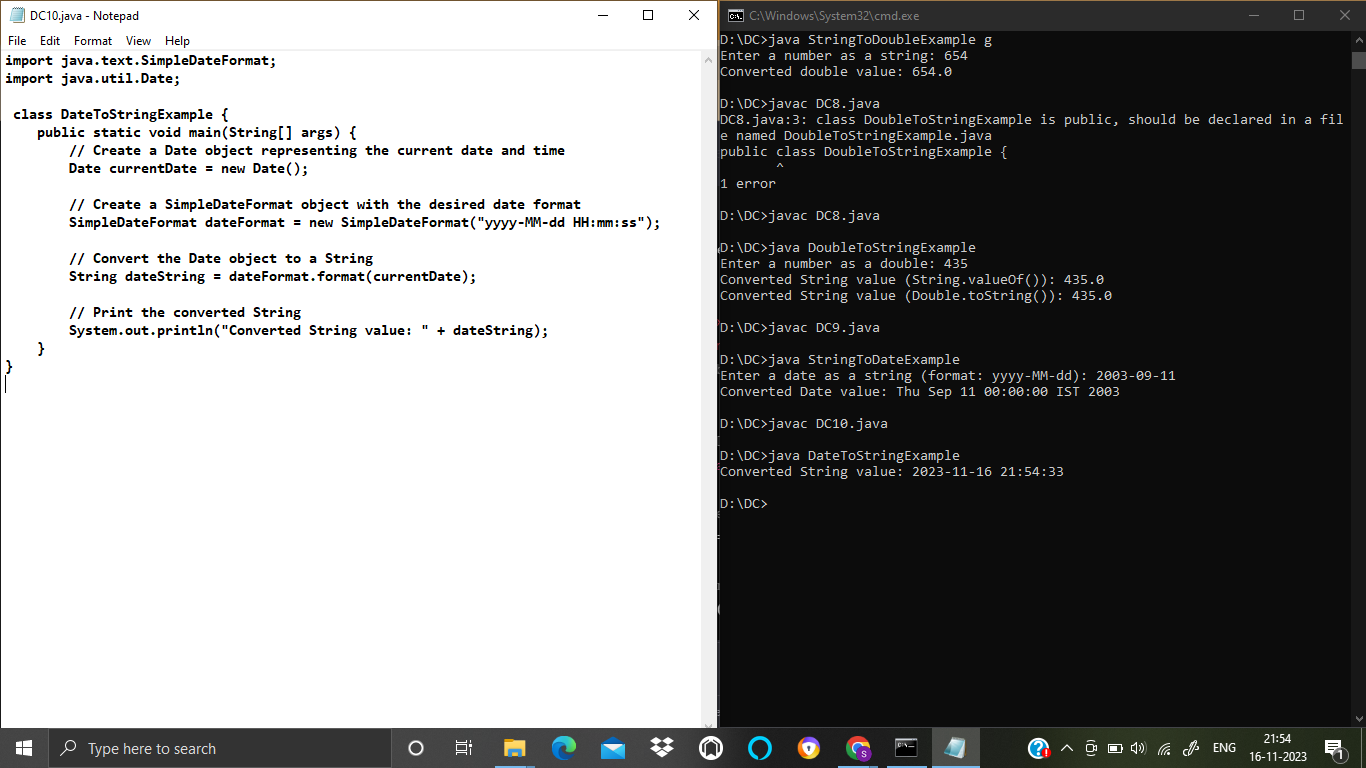 DC10.java - Notepad
File Edit Format View Help
import java.text.SimpleDateFormat;
import java.util.Date;
class DateToStringExample {
public static void main(String[] args) {
// Create a Date object representing the current date and time
Date currentDate = new Date();
// Create a SimpleDateFormat object with the desired date format
SimpleDateFormat dateFormat = new SimpleDateFormat("yyyy-MM-dd HH:mm:ss");
// Convert the Date object to a String
String dateString = dateFormat.format(currentDate);
// Print the converted String
System.out.println("Converted String value: " + dateString);
}
}
C:\Windows\System32\cmd.exe
D:\DC>java StringToDoubleExample g
Enter a number as a string: 654
Converted double value: 654.0
D:\DC>javac DC8.java
DC8.java:3: class DoubleToStringExample is public, should be declared in a fil
e named DoubleToStringExample.java
public class DoubleToStringExample {
^
1 error
D:\DC>javac DC8.java
D:\DC>java DoubleToStringExample
Enter a number as a double: 435
Converted String value (String.valueOf()): 435.0
Converted String value (Double.toString()): 435.0
D:\DC>javac DC9.java
D:\DC>java StringToDateExample
Enter a date as a string (format: yyyy-MM-dd): 2003-09-11
Converted Date value: Thu Sep 11 00:00:00 IST 2003
D:\DC>javac DC10.java
D:\DC>java DateToStringExample
Converted String value: 2023-11-16 21:54:33
D:\DC>
Type here to search
ENG
21:54
16-11-2023
1